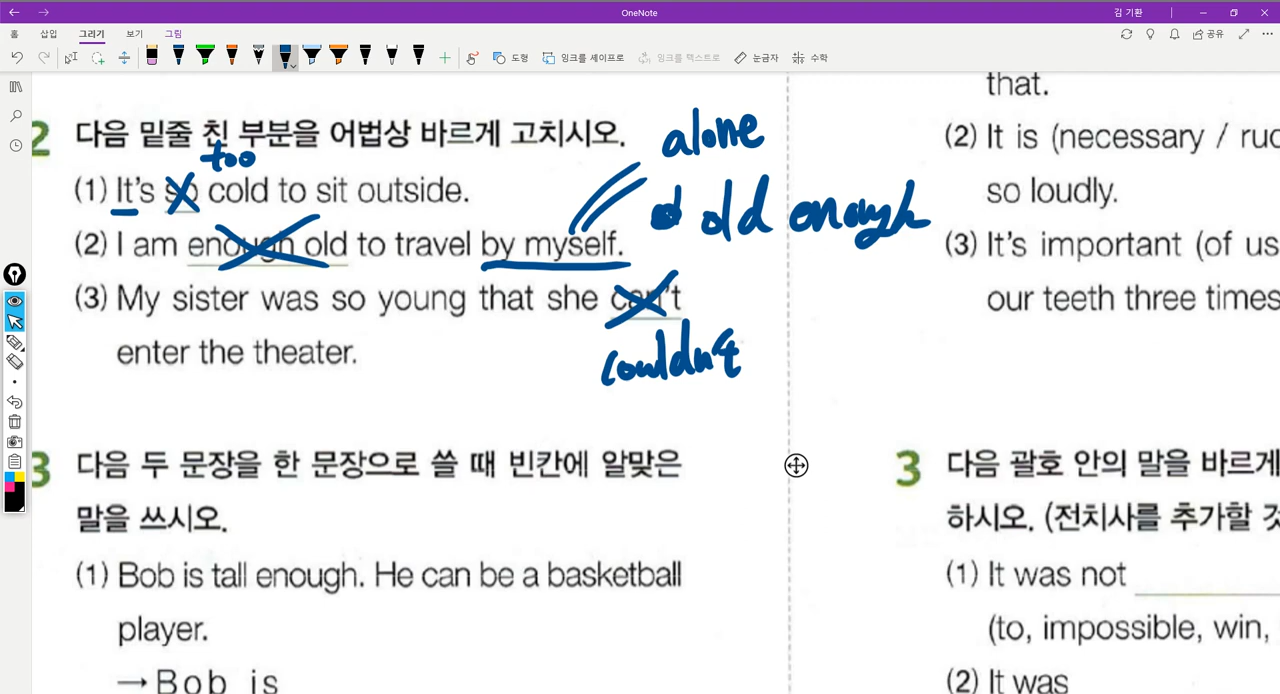 OneNote
김 기환
홈 삽입 그리기 보기 그림
공유
도형 잉크를 셰이프로 잉크를 텍스트로 눈금자 수학
2 다음 밑줄 친 부분을 어법상 바르게 고치시오.
too
(1) It's so cold to sit outside.
(2) I am enough old to travel by myself.
alone
old enough
(3) My sister was so young that she can't
enter the theater.
couldn't
3 다음 두 문장을 한 문장으로 쓸 때 빈칸에 알맞은
말을 쓰시오.
(1) Bob is tall enough. He can be a basketball
player.
→ Bob is
that.
(2) It is (necessary /
so loudly.
(3) It's important (of us
our teeth three times
3 다음 괄호 안의 말을 바르게
하시오. (전치사를 추가할
(1) It was not
(to, impossible, win,
(2) It was